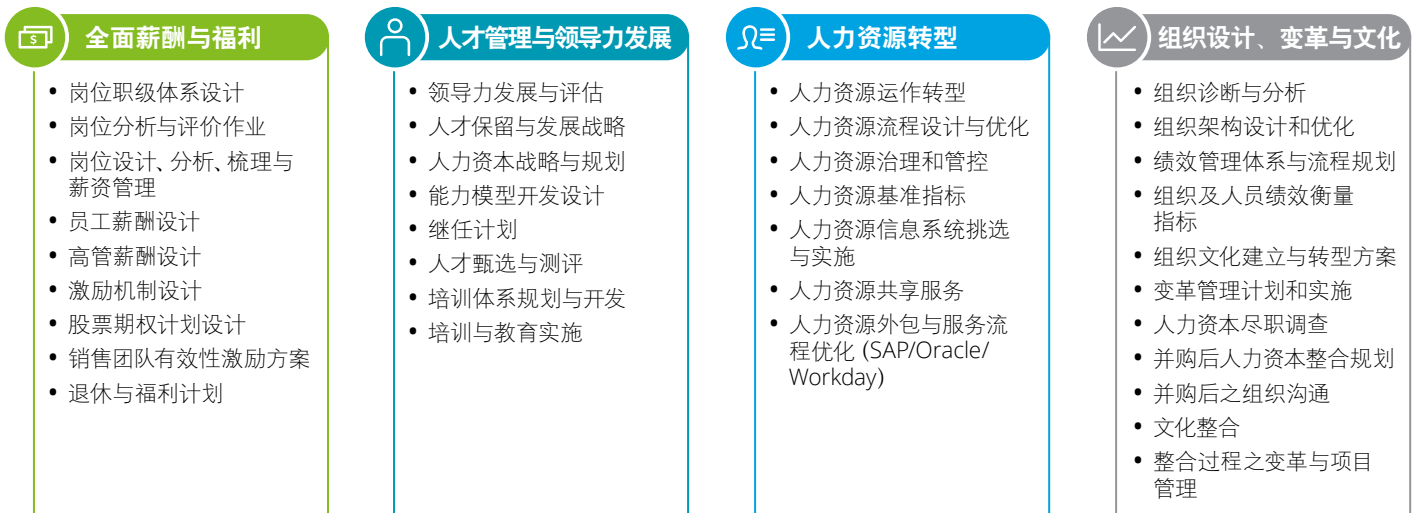 全面薪酬与福利
• 岗位职级体系设计
• 岗位分析与评价作业
• 岗位设计、分析、梳理与
薪资管理
• 员工薪酬设计
• 高管薪酬设计
• 激励机制设计
• 股票期权计划设计
• 销售团队有效性激励方案
• 退休与福利计划
人才管理与领导力发展
• 领导力发展与评估
• 人才保留与发展战略
• 人力资本战略与规划
• 能力模型开发设计
• 继任计划
• 人才甄选与测评
• 培训体系规划与开发
• 培训与教育实施
人力资源转型
• 人力资源运作转型
• 人力资源流程设计与优化
• 人力资源治理和管控
• 人力资源基准指标
• 人力资源信息系统挑选
与实施
• 人力资源共享服务
• 人力资源外包与服务流
程优化 (SAP/Oracle/
Workday)
组织设计、变革与文化
• 组织诊断与分析
• 组织架构设计和优化
• 绩效管理体系与流程规划
• 组织及人员绩效衡量
指标
• 组织文化建立与转型方案
• 变革管理计划和实施
• 人力资本尽职调查
• 并购后人力资本整合规划
• 并购后之组织沟通
• 文化整合
• 整合过程之变革与项目
管理